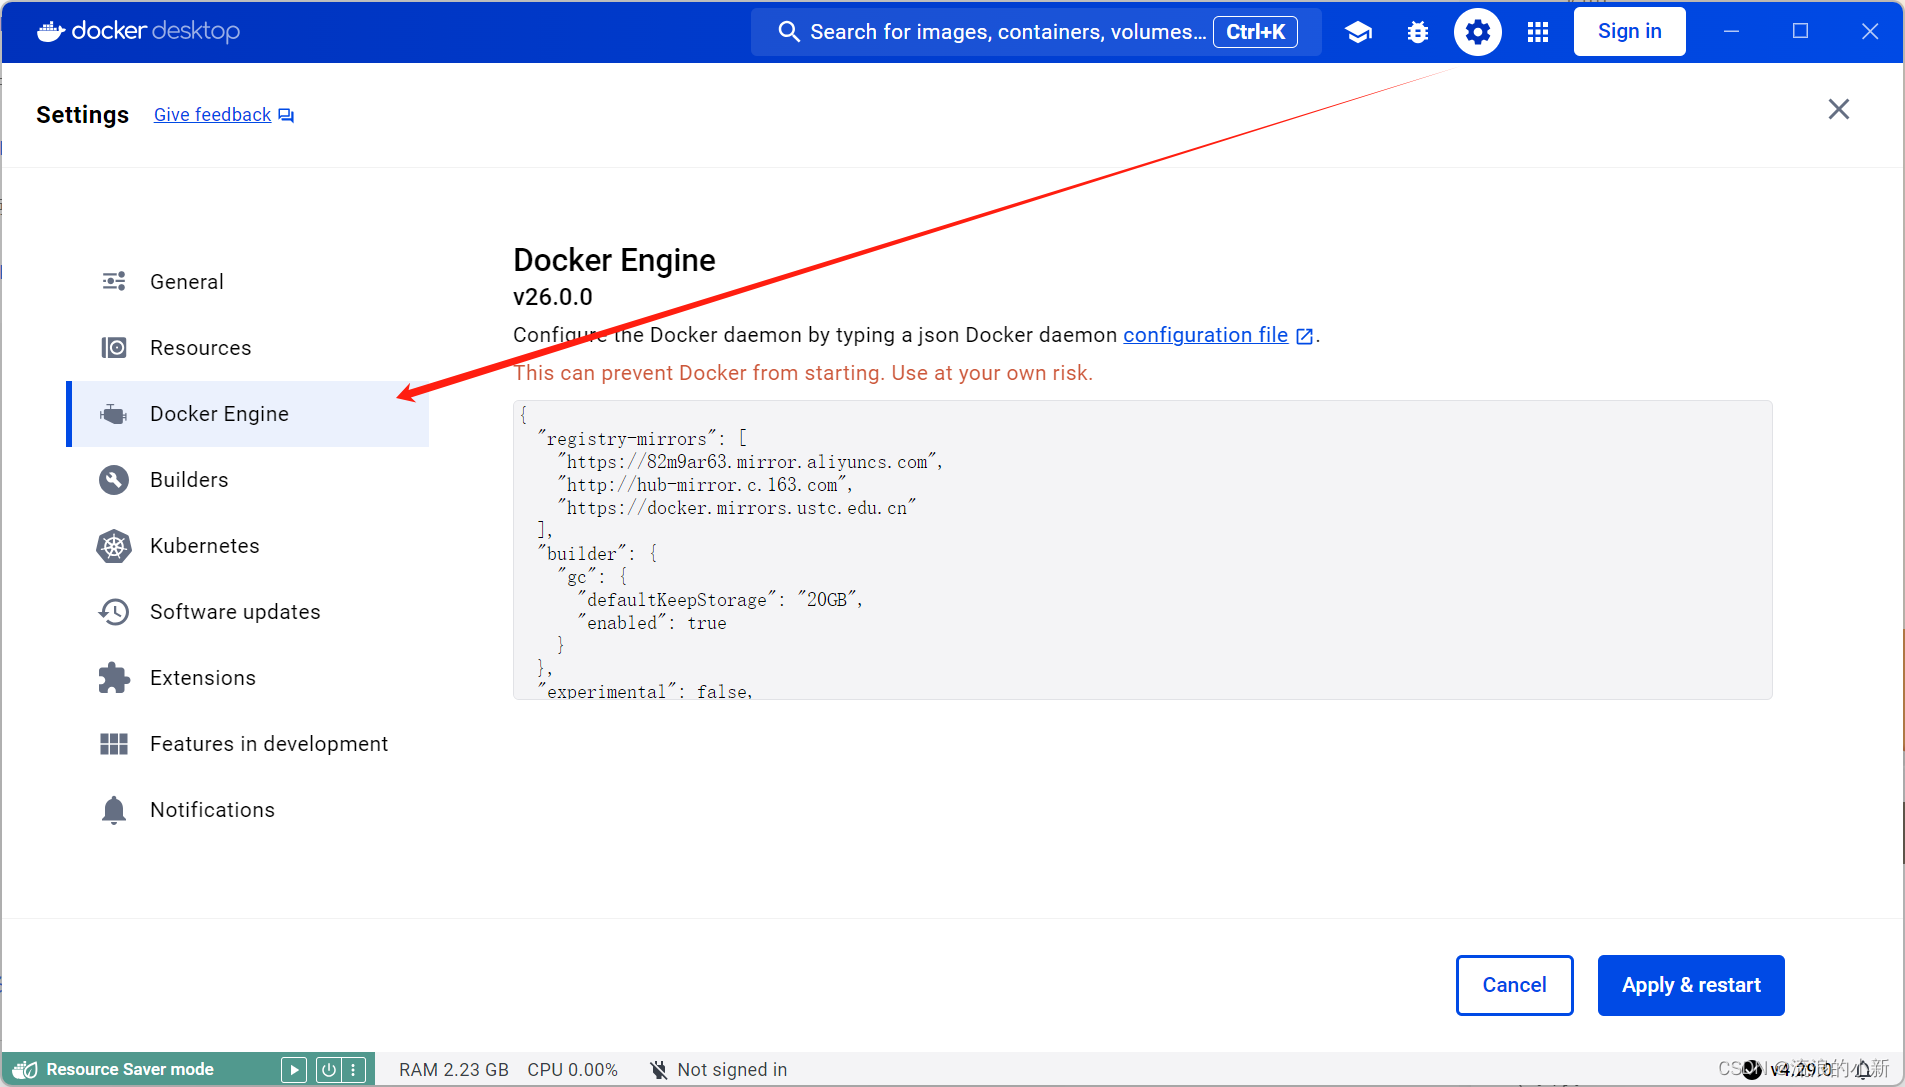 docker desktop
Search for images, containers, volumes...
Ctrl+K
Sign in
Settings
Give feedback
General
Resources
Docker Engine
Builders
Kubernetes
Software updates
Extensions
Features in development
Notifications
Docker Engine
v26.0.0
Configure the Docker daemon by typing a json Docker daemon configuration file .
This can prevent Docker from starting. Use at your own risk.
{
"registry-mirrors": [
"https://82m9ar63.mirror.aliyuncs.com",
"http://hub-mirror.c.163.com",
"https://docker.mirrors.ustc.edu.cn"
],
"builder": {
"gc": {
"defaultKeepStorage": "20GB",
"enabled": true
}
},
"experimental": false,
Cancel
Apply & restart
Resource Saver mode
RAM 2.23 GB
CPU 0.00%
Not signed in
v4.29.0
CSDN @流浪的小新